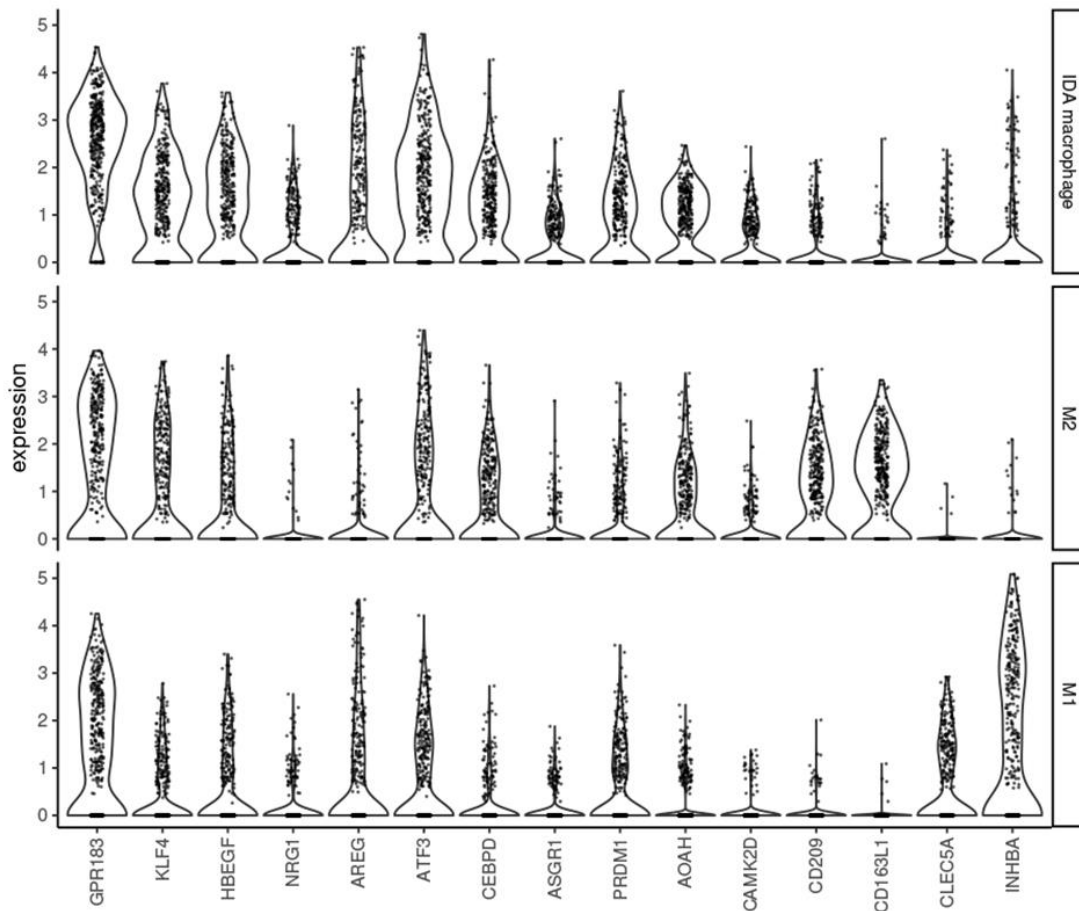 5
4
3
2
1
0
IDA macrophage
5
4
3
2
1
0
M2
expression
5
4
3
2
1
0
M1
GPR183
KLF4
HBEGF
NRG1
AREG
ATF3
CEBPD
ASGR1
PRDM1
AOAH
CAMK2D
CD209
CD163L1
CLEC5A
INHBA